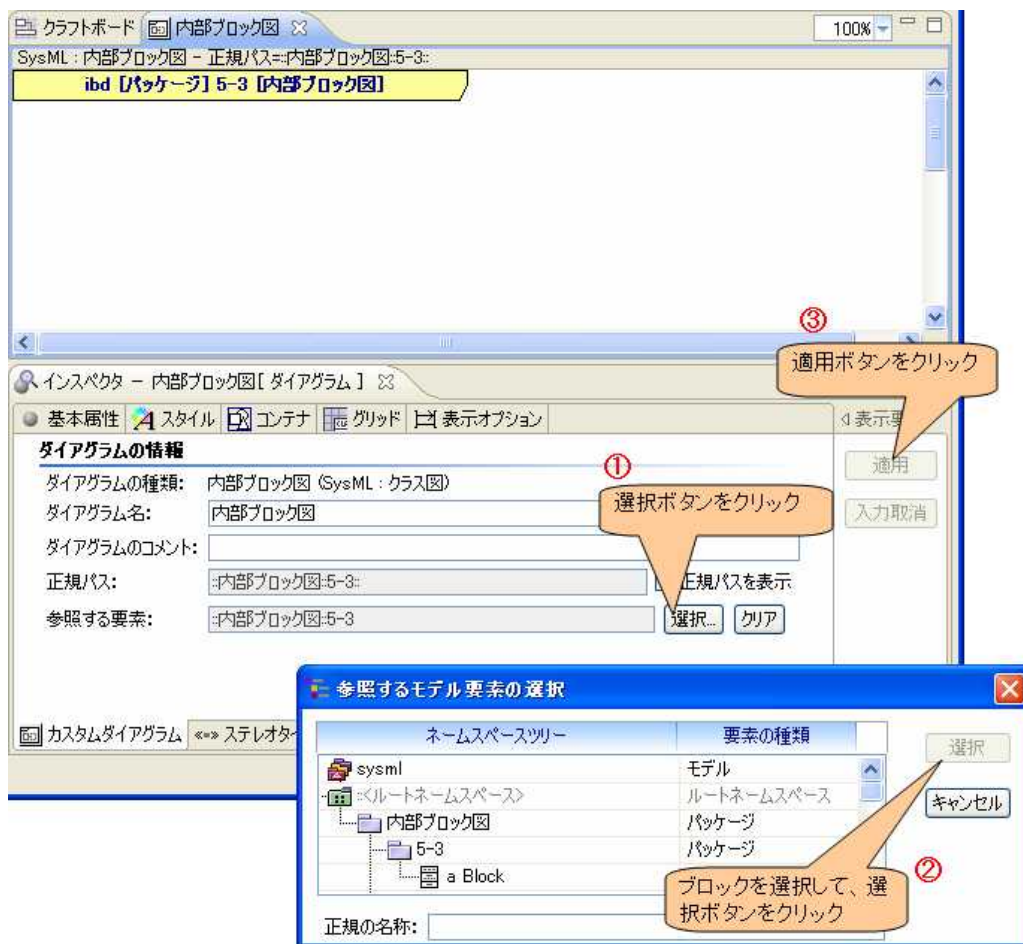 クラフトボード 内部ブロック図 100%
SysML : 内部ブロック図 - 正規パス=::内部ブロック図::5-3::
ibd [パッケージ] 5-3 [内部ブロック図]
③
適用ボタンをクリック
インスペクタ - 内部ブロック図[ ダイアグラム ]
基本属性 スタイル コンテナ グリッド 表示オプション
ダイアグラムの情報
適用
①
ダイアグラムの種類: 内部ブロック図 (SysML : クラス図)
選択ボタンをクリック
ダイアグラム名: 内部ブロック図
入力取消
ダイアグラムのコメント:
正規パス: ::内部ブロック図::5-3:: 正規パスを表示
参照する要素: ::内部ブロック図::5-3 選択... クリア
参照するモデル要素の選択
カスタムダイアグラム «=»
ネームスペースツリー 要素の種類
選択
sysml モデル
::<ルートネームスペース> ルートネームスペース
キャンセル
内部ブロック図 パッケージ
5-3 パッケージ
a Block
②
ブロックを選択して、選
択ボタンをクリック
正規の名称: